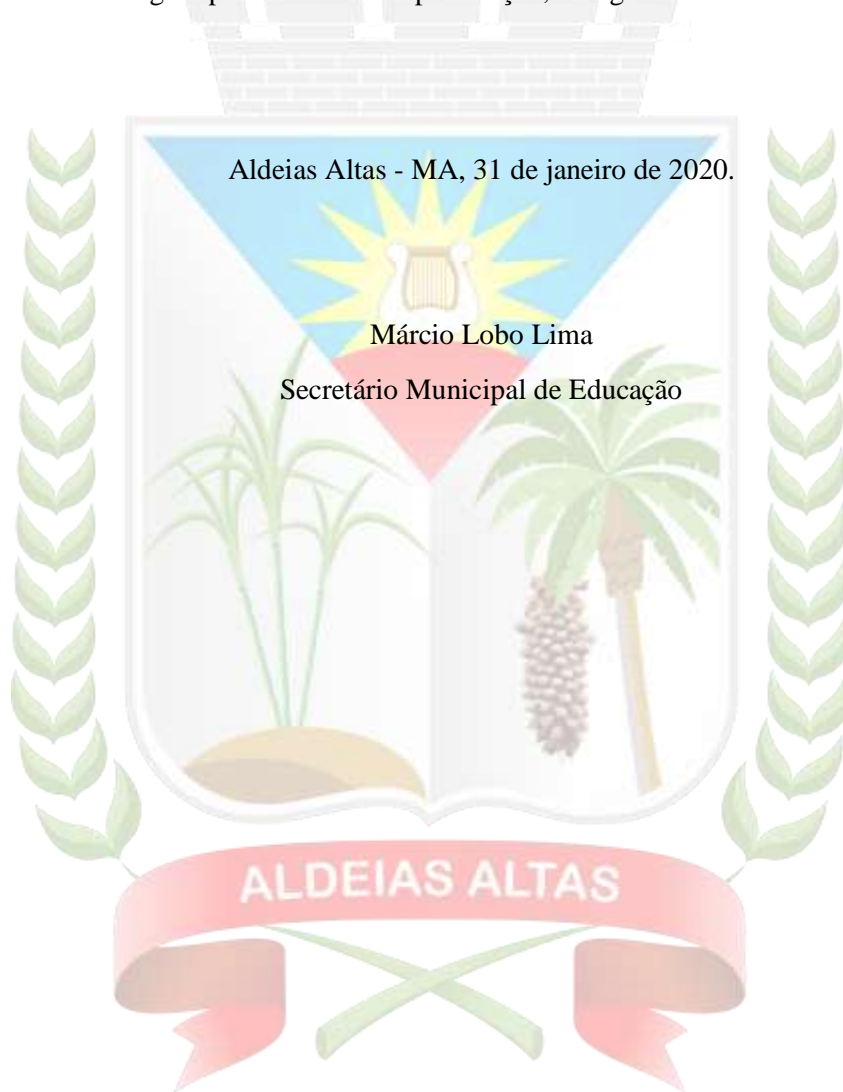 Aldeias Altas - MA, 31 de janeiro de 2020.
Márcio Lobo Lima
Secretário Municipal de Educação
ALDEIAS ALTAS